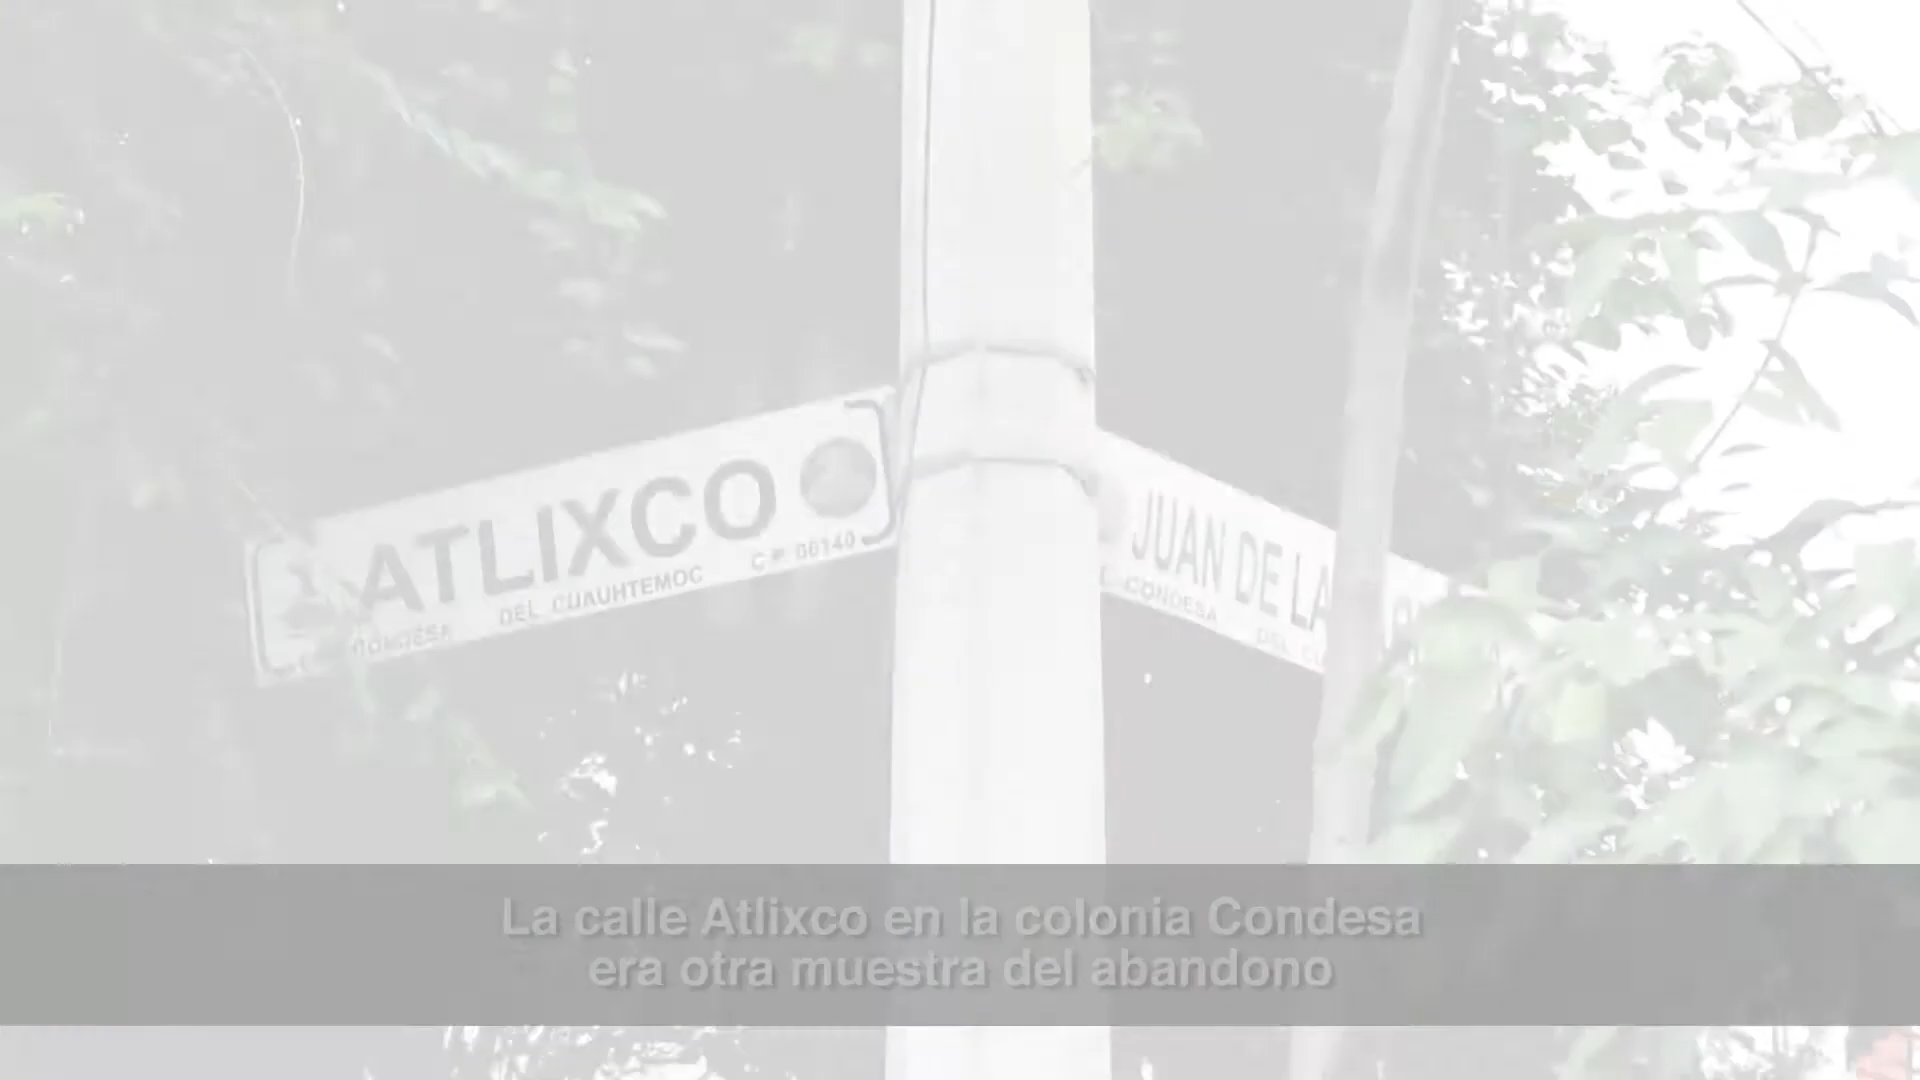 ATLIXCO
CONDESA DEL. CUAUHTEMOC C.P. 06140
JUAN DE LA
CONDESA
La calle Atlixco en la colonia Condesa
era otra muestra del abandono